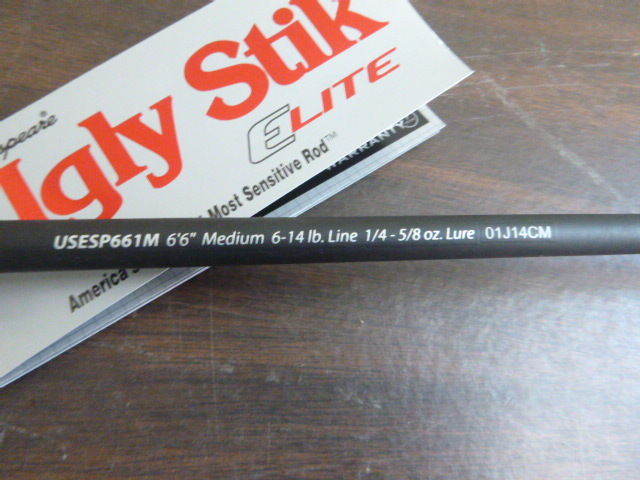 speare
Ugly Stik
ELITE
Most Sensitive Rod™
WARRANTY
USESP661M 6'6" Medium 6-14 lb. Line 1/4 - 5/8 oz. Lure 01J14CM
America's